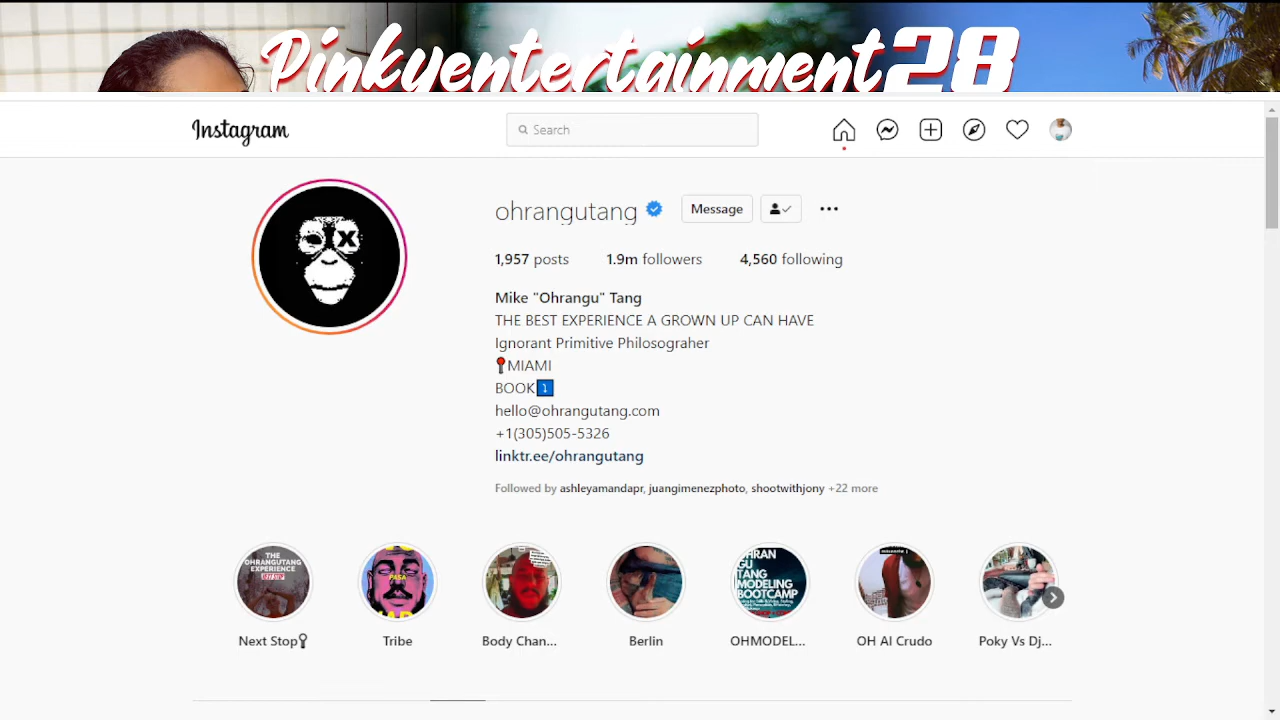 Pinkyentertainment28
Instagram
Search
ohrangutang
Message
1,957 posts 1.9m followers 4,560 following
Mike "Ohrangu" Tang
THE BEST EXPERIENCE A GROWN UP CAN HAVE
Ignorant Primitive Philosograher
📍MIAMI
BOOK⤵
hello@ohrangutang.com
+1(305)505-5326
linktr.ee/ohrangutang
Followed by ashleyamandapr, juangimenezphoto, shootwithjony +22 more
THE
OHRANGUTANG
EXPERIENCE
PASA
OHRAN
GU
TANG
MODELING
BOOTCAMP
Next Stop
Tribe
Body Chan...
Berlin
OHMODEL...
OH Al Crudo
Poky Vs Dj...